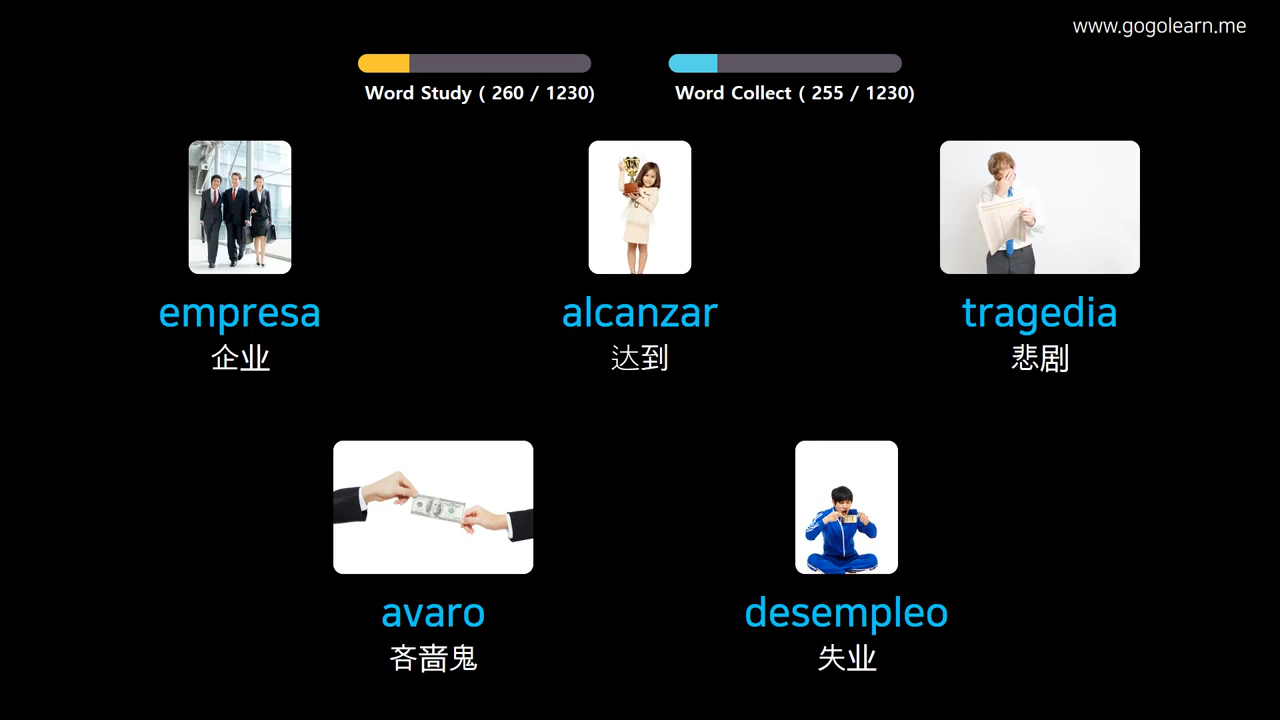 www.gogolearn.me
Word Study ( 260 / 1230)
Word Collect ( 255 / 1230)
empresa
企业
alcanzar
达到
tragedia
悲剧
avaro
吝啬鬼
desempleo
失业